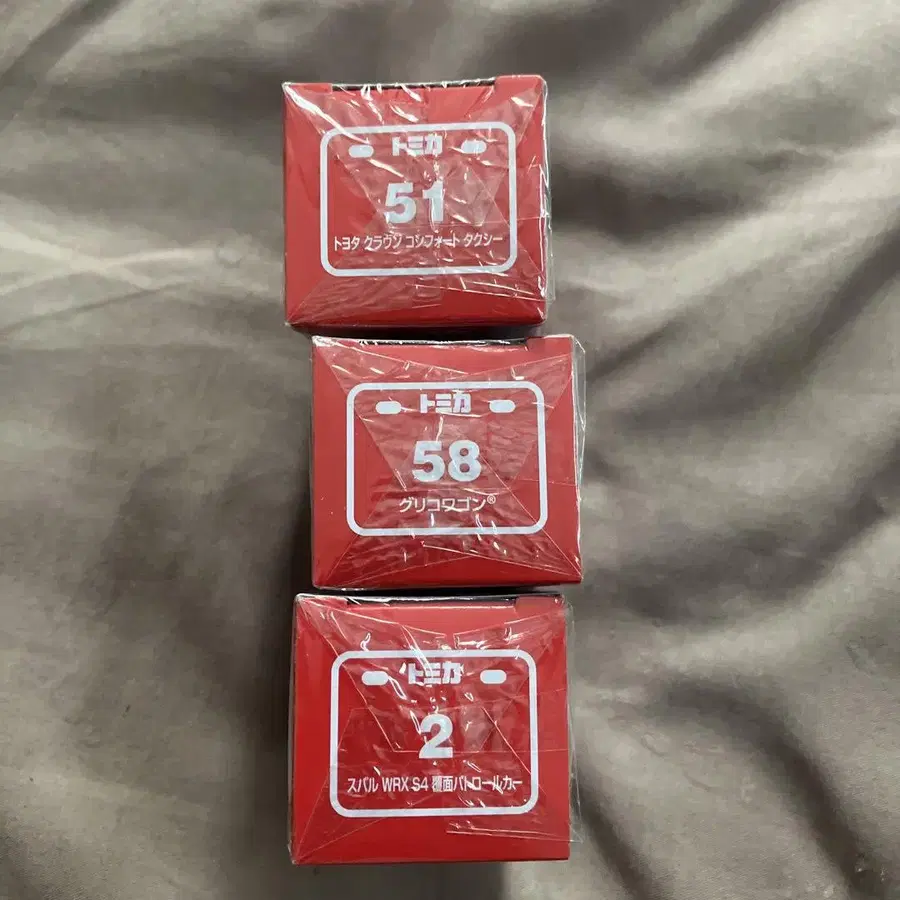 トミカ
51
トヨタ クラウン コンフォート タクシー
トミカ
58
グリコワゴン®
トミカ
2
スバル WRX S4 覆面パトロールカー